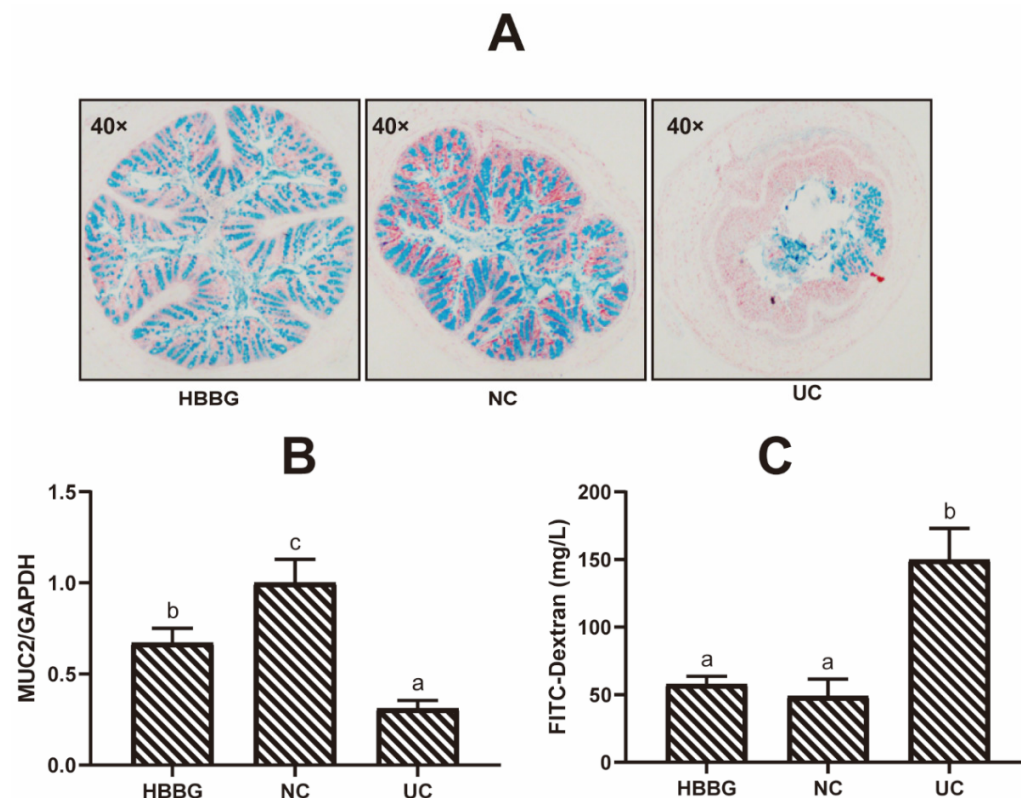 A
40×
40×
40×
HBBG
NC
UC
B
C
1.5
1.0
0.5
0.0
MUC2/GAPDH
b
c
a
HBBG
NC
UC
200
150
100
50
0
FITC-Dextran (mg/L)
a
a
b
HBBG
NC
UC